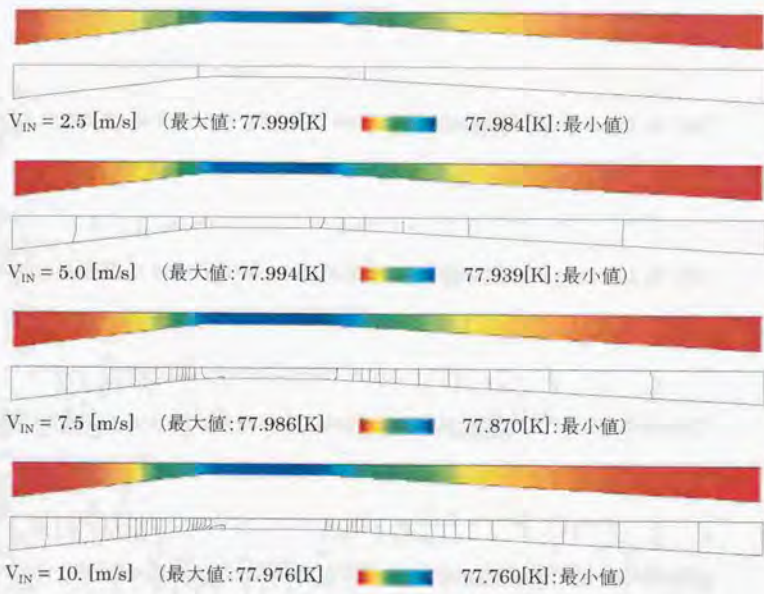 V_IN = 2.5 [m/s] (最大値:77.999[K] 77.984[K]:最小値)
V_IN = 5.0 [m/s] (最大値:77.994[K] 77.939[K]:最小値)
V_IN = 7.5 [m/s] (最大値:77.986[K] 77.870[K]:最小値)
V_IN = 10. [m/s] (最大値:77.976[K] 77.760[K]:最小値)